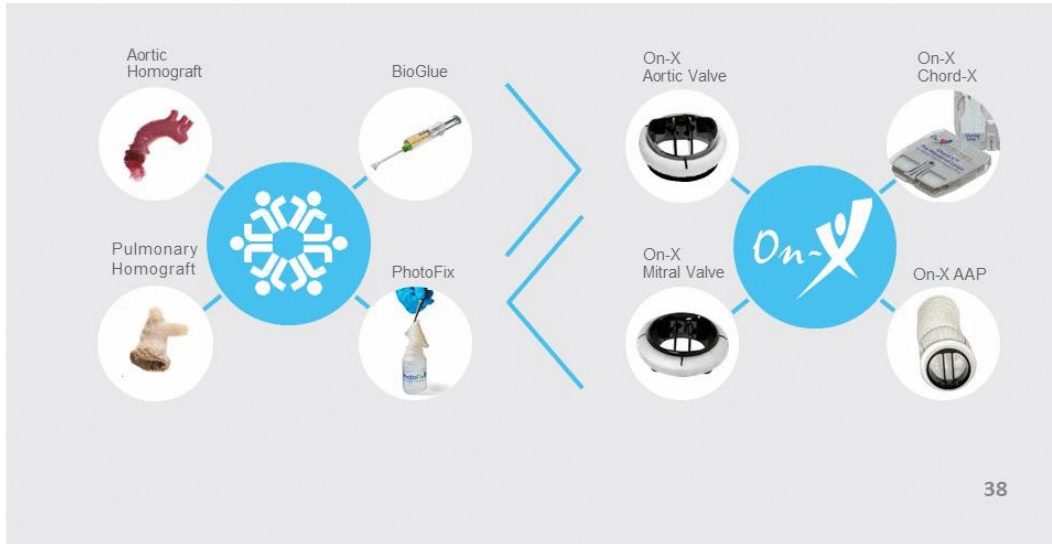 Aortic
Homograft
BioGlue
Pulmonary
Homograft
PhotoFix
On-X
Aortic Valve
On-X
Chord-X
On-X
On-X
Mitral Valve
On-X AAP
38